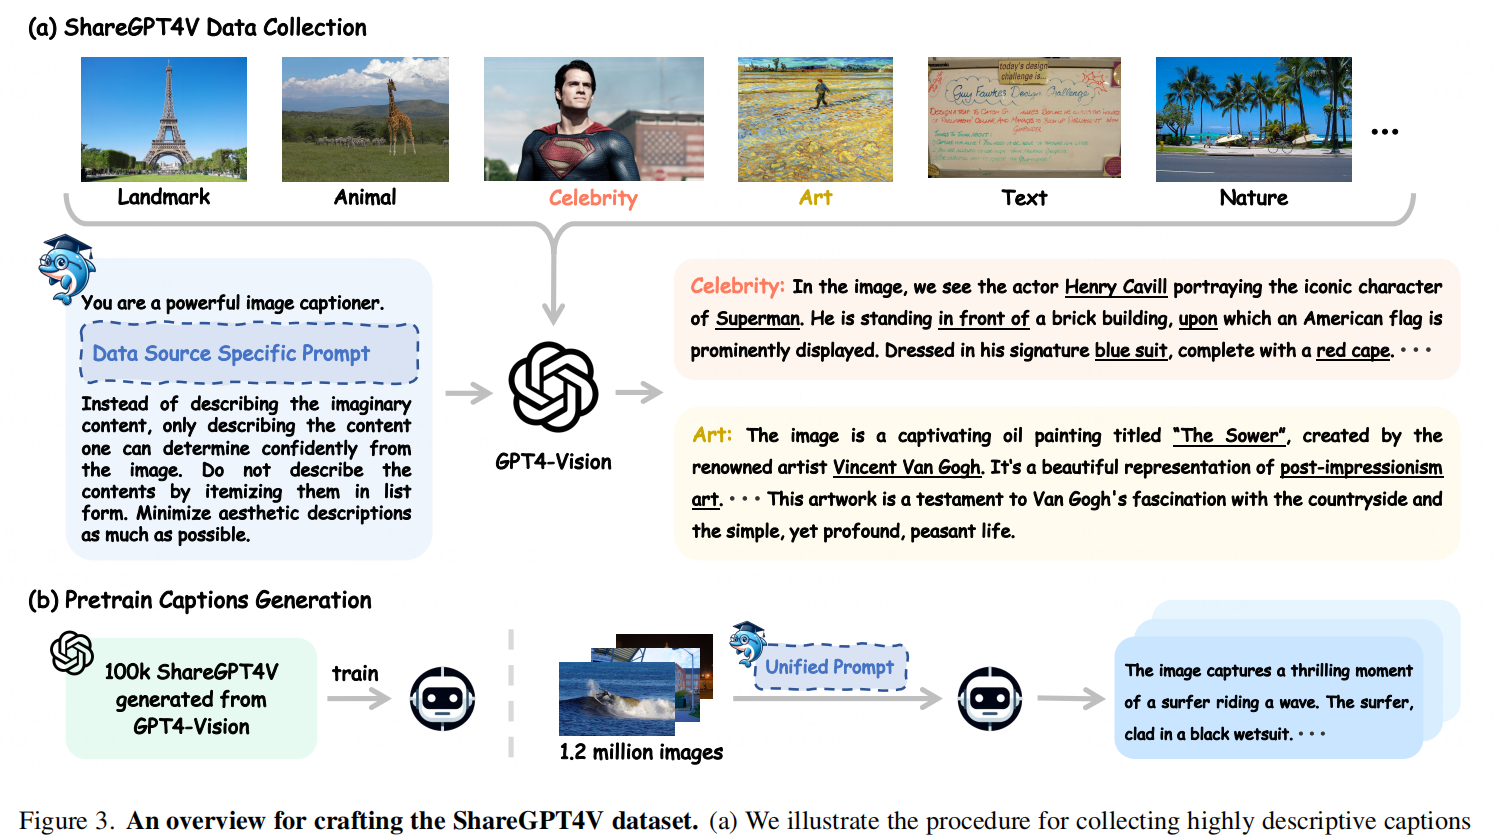 (a) ShareGPT4V Data Collection
today's design
challenge is...
Guy Fawkes Design Challenge
Landmark
Animal
Celebrity
Art
Text
Nature
...
You are a powerful image captioner.
Data Source Specific Prompt
Instead of describing the imaginary
content, only describing the content
one can determine confidently from
the image. Do not describe the
contents by itemizing them in list
form. Minimize aesthetic descriptions
as much as possible.
GPT4-Vision
Celebrity: In the image, we see the actor Henry Cavill portraying the iconic character
of Superman. He is standing in front of a brick building, upon which an American flag is
prominently displayed. Dressed in his signature blue suit, complete with a red cape. · · ·
Art: The image is a captivating oil painting titled "The Sower", created by the
renowned artist Vincent Van Gogh. It's a beautiful representation of post-impressionism
art. · · · This artwork is a testament to Van Gogh's fascination with the countryside and
the simple, yet profound, peasant life.
(b) Pretrain Captions Generation
100k ShareGPT4V
generated from
GPT4-Vision
train
1.2 million images
Unified Prompt
The image captures a thrilling moment
of a surfer riding a wave. The surfer,
clad in a black wetsuit. · · ·
Figure 3. An overview for crafting the ShareGPT4V dataset. (a) We illustrate the procedure for collecting highly descriptive captions